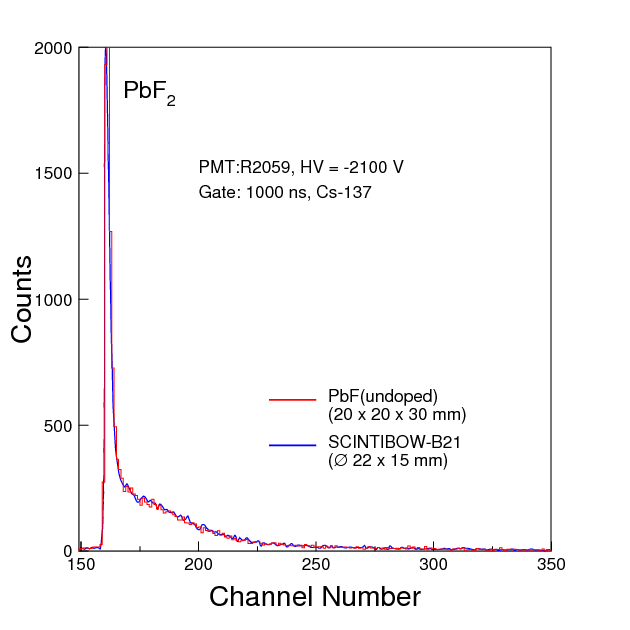 2000
PbF2
PMT:R2059, HV = -2100 V
1500
Gate: 1000 ns, Cs-137
Counts
1000
PbF(undoped)
(20 x 20 x 30 mm)
500
SCINTIBOW-B21
(∅ 22 x 15 mm)
0
150 200 250 300 350
Channel Number